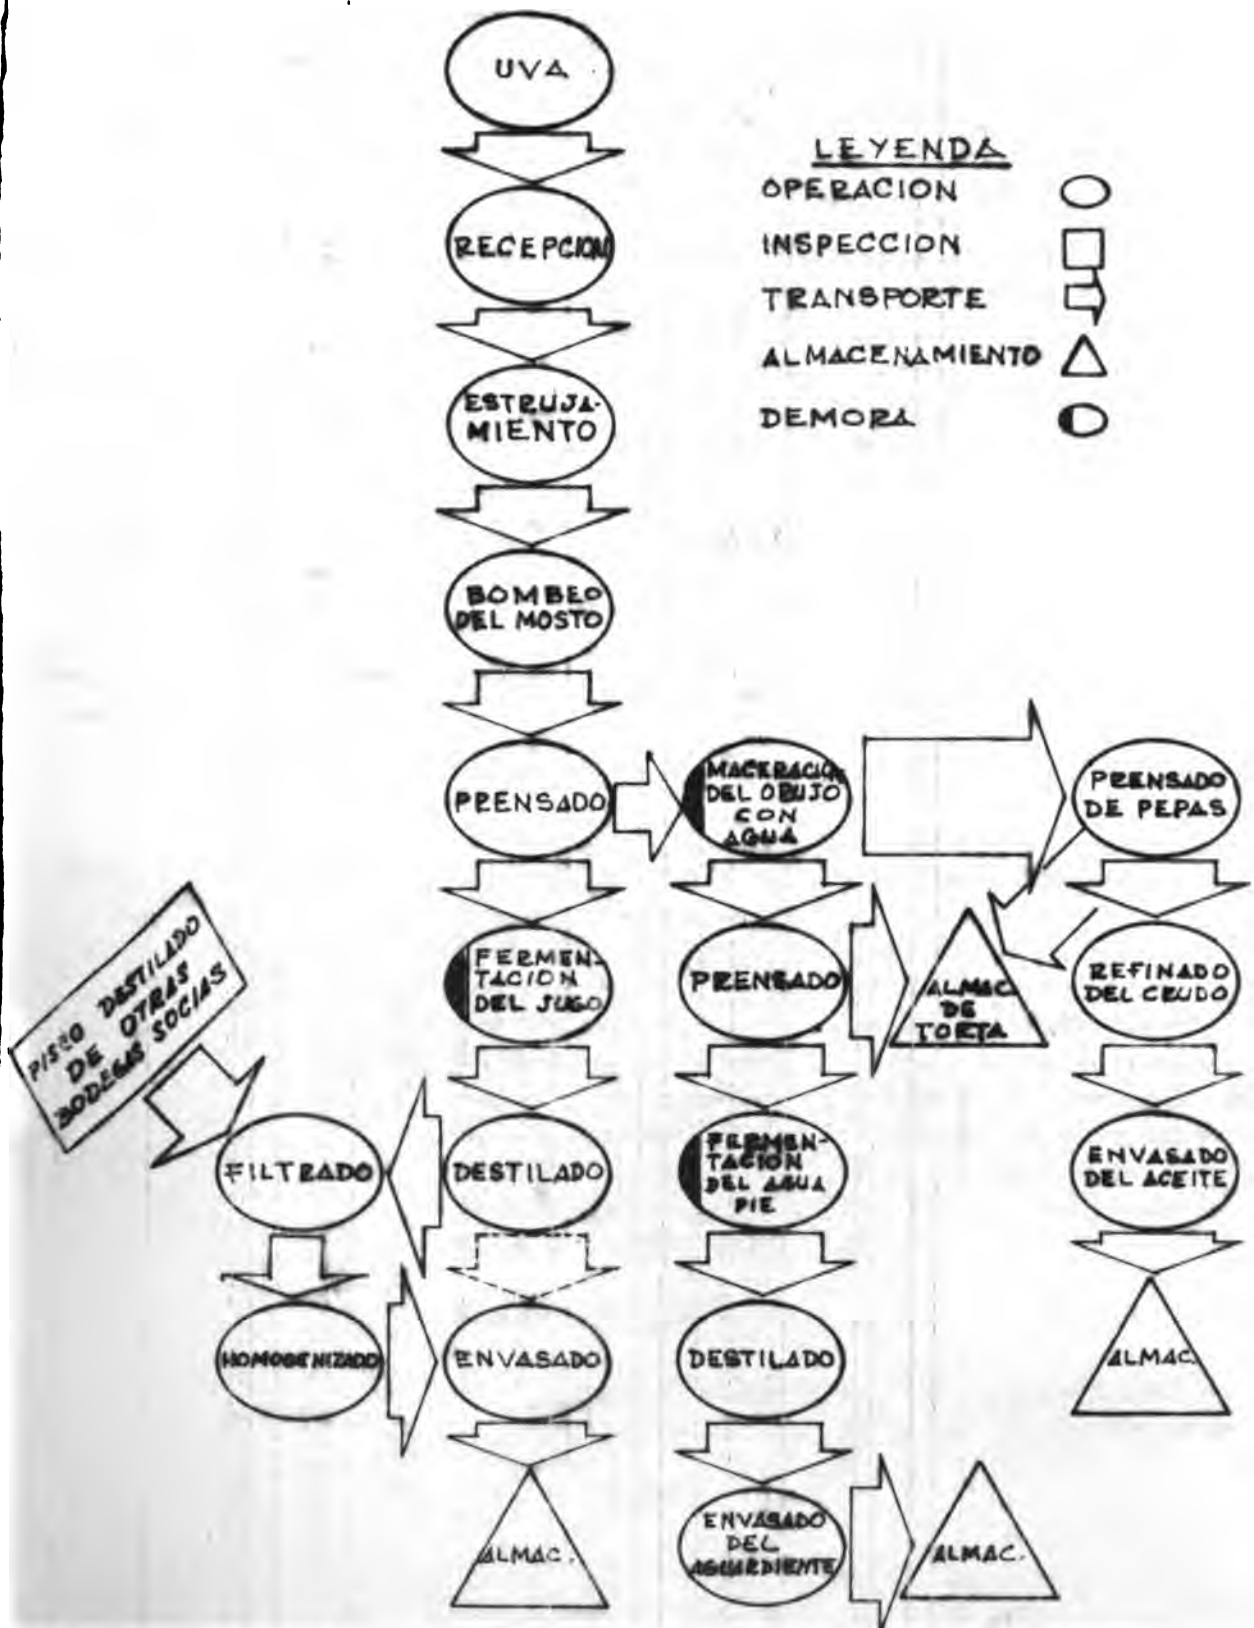 UVA
LEYENDA
OPERACION
INSPECCION
TRANSPORTE
ALMACENAMIENTO
DEMORA
RECEPCION
ESTRUJA-
MIENTO
BOMBEO
DEL MOSTO
PRENSADO
MACERACION
DEL ORUJO
CON
AGUA
PRENSADO
DE PEPAS
PISCO DESTILADO
DE OTRAS
BODEGAS SOCIAS
FERMEN-
TACION
DEL JUGO
PRENSADO
ALMAC.
DE
TORTA
REFINADO
DEL CRUDO
FILTRADO
DESTILADO
FERMEN-
TACION
DEL AGUA
PIE
ENVASADO
DEL ACEITE
HOMOGENIZADO
ENVASADO
DESTILADO
ALMAC.
ALMAC.
ENVASADO
DEL
AGUARDIENTE
ALMAC.